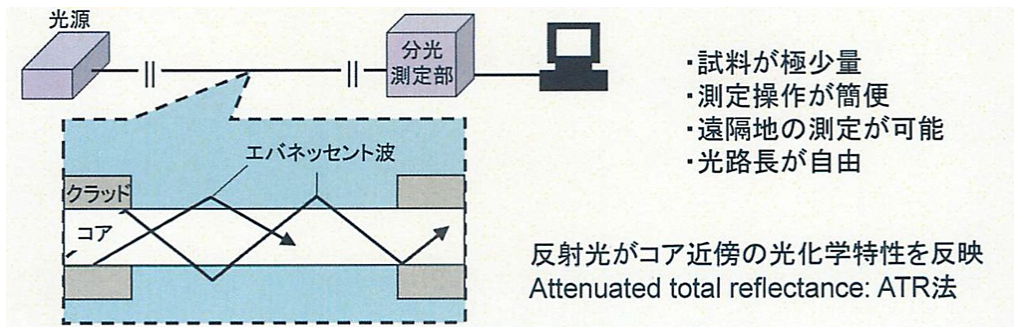 光源
分光
測定部
エバネッセント波
クラッド
コア
・試料が極少量
・測定操作が簡便
・遠隔地の測定が可能
・光路長が自由
反射光がコア近傍の光化学特性を反映
Attenuated total reflectance: ATR法